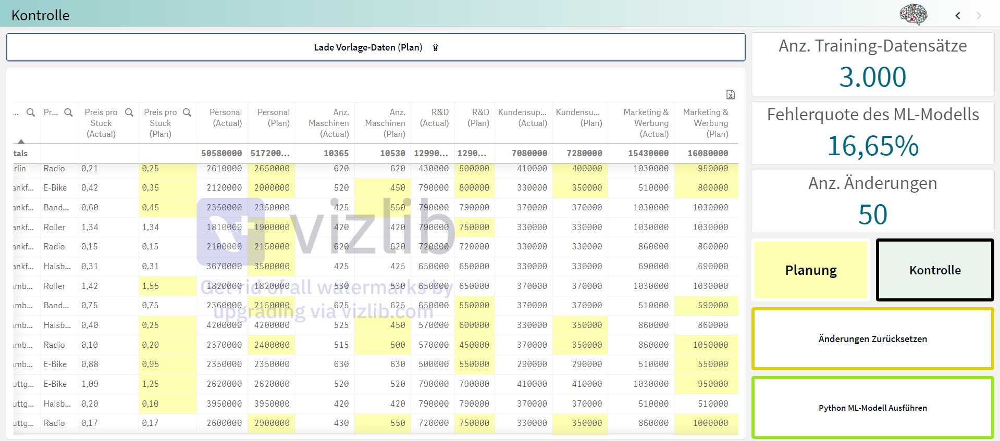 Kontrolle
Lade Vorlage-Daten (Plan)
... Pr... Preis pro Stuck (Actual) Preis pro Stuck (Plan) Personal (Actual) Personal (Plan) Anz. Maschinen (Actual) Anz. Maschinen (Plan) R&D (Actual) R&D (Plan) Kundensup... (Actual) Kundensu... (Plan) Marketing & Werbung (Actual) Marketing & Werbung (Plan)
tals 50580000 517200... 10365 10530 12990... 1290... 7080000 7280000 15430000 16080000
rlin Radio 0,21 0,25 2610000 2650000 620 620 430000 500000 410000 400000 1030000 950000
ankf... E-Bike 0,42 0,35 2120000 2000000 520 450 790000 800000 330000 350000 510000 800000
ankf... Band... 0,60 0,45 2350000 2350000 425 550 790000 790000 370000 370000 1030000 1030000
ankf... Roller 1,34 1,34 1810000 1900000 420 420 790000 750000 330000 330000 1030000 1030000
ankf... Radio 0,15 0,15 2100000 2150000 620 620 720000 720000 330000 330000 860000 860000
ankf... Halsb... 0,31 0,31 3670000 3500000 425 425 650000 650000 330000 330000 690000 690000
amb... Roller 1,42 1,55 1820000 1820000 530 530 650000 650000 370000 370000 1030000 1030000
amb... Band... 0,75 0,75 2360000 2150000 625 625 650000 550000 370000 370000 510000 590000
amb... Halsb... 0,40 0,25 4200000 4200000 525 450 570000 600000 330000 350000 860000 860000
amb... Radio 0,10 0,20 2370000 2400000 515 500 570000 450000 370000 350000 860000 1050000
amb... E-Bike 0,88 0,95 2350000 2350000 630 630 500000 550000 290000 290000 510000 550000
uttg... E-Bike 1,09 1,25 2620000 2620000 520 520 790000 790000 410000 410000 1030000 950000
uttg... Halsb... 0,20 0,10 3950000 3950000 420 420 790000 790000 370000 370000 510000 510000
uttg... Radio 0,17 0,17 2600000 2900000 430 550 720000 750000 330000 350000 860000 1000000
vizlib
Get rid of all watermarks by
upgrading via vizlib.com
Anz. Training-Datensätze
3.000
Fehlerquote des ML-Modells
16,65%
Anz. Änderungen
50
Planung
Kontrolle
Änderungen Zurücksetzen
Python ML-Modell Ausführen